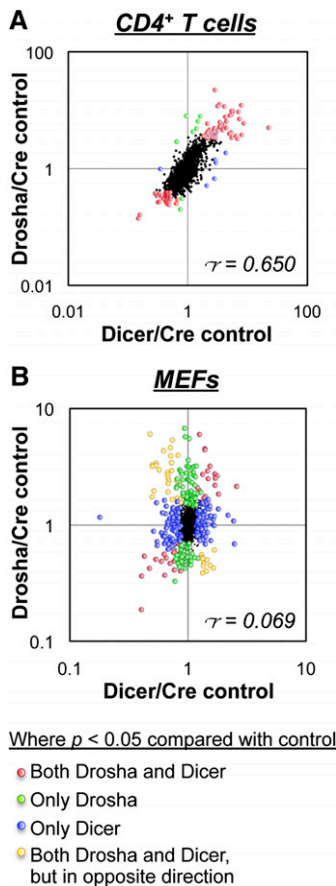 A
CD4⁺ T cells
Drosha/Cre control
100
1
0.01
r = 0.650
0.01
1
100
Dicer/Cre control
B
MEFs
Drosha/Cre control
10
1
0.1
r = 0.069
0.1
1
10
Dicer/Cre control
Where p < 0.05 compared with control
Both Drosha and Dicer
Only Drosha
Only Dicer
Both Drosha and Dicer,
but in opposite direction